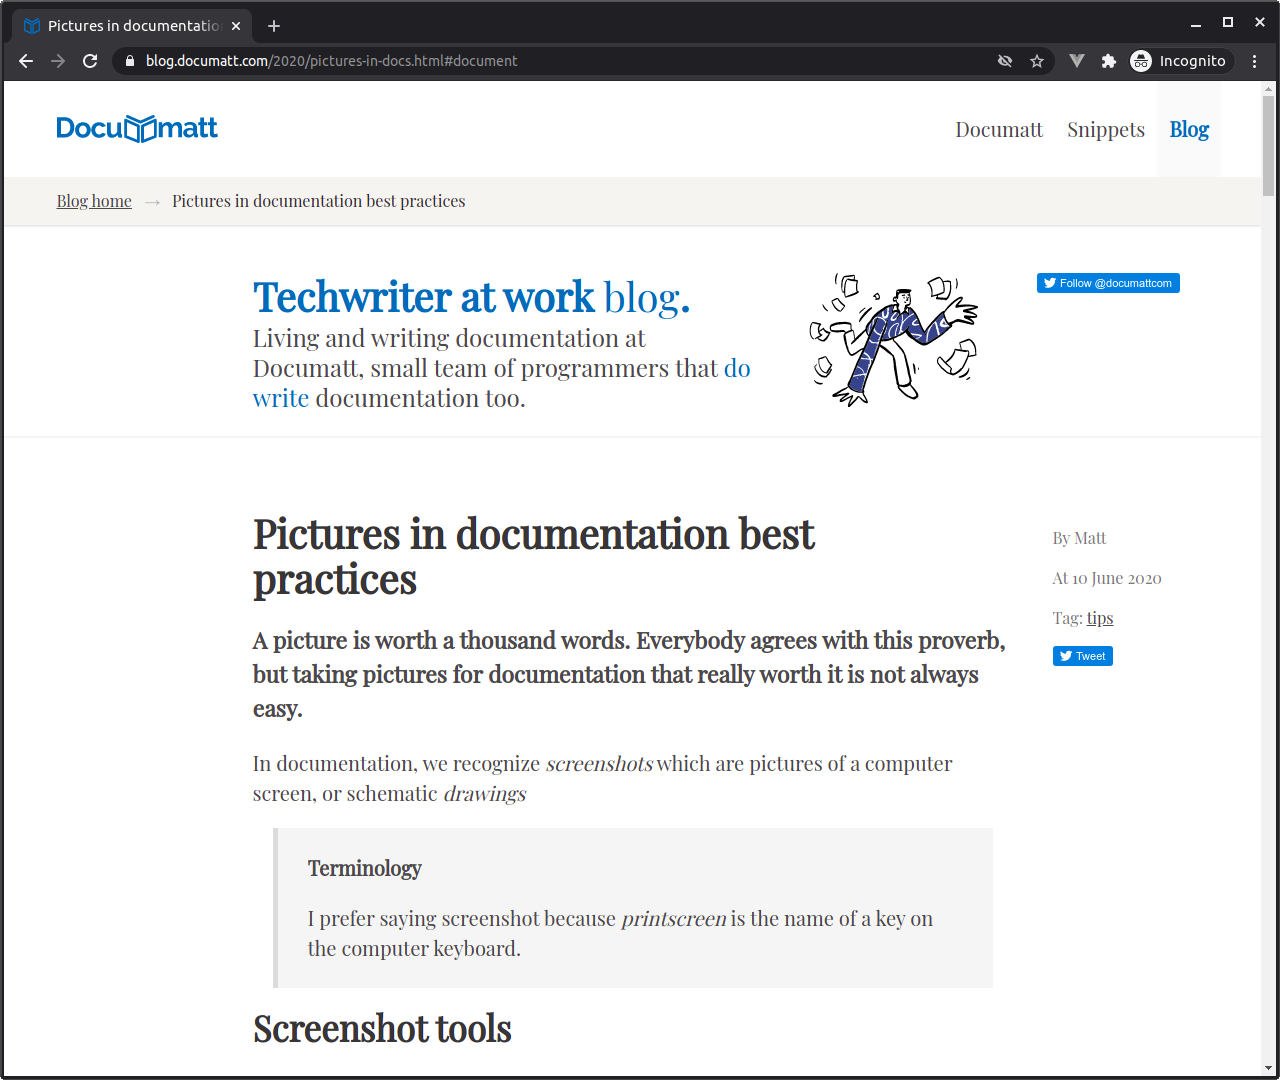 Pictures in documentatio
Incognito
blog.documatt.com/2020/pictures-in-docs.html#document
Documatt
Documatt Snippets Blog
Blog home → Pictures in documentation best practices
Techwriter at work blog.
Living and writing documentation at
Documatt, small team of programmers that do
write documentation too.
Follow @documattcom
Pictures in documentation best
practices
By Matt
At 10 June 2020
Tag: tips
Tweet
A picture is worth a thousand words. Everybody agrees with this proverb,
but taking pictures for documentation that really worth it is not always
easy.
In documentation, we recognize screenshots which are pictures of a computer
screen, or schematic drawings
Terminology
I prefer saying screenshot because printscreen is the name of a key on
the computer keyboard.
Screenshot tools